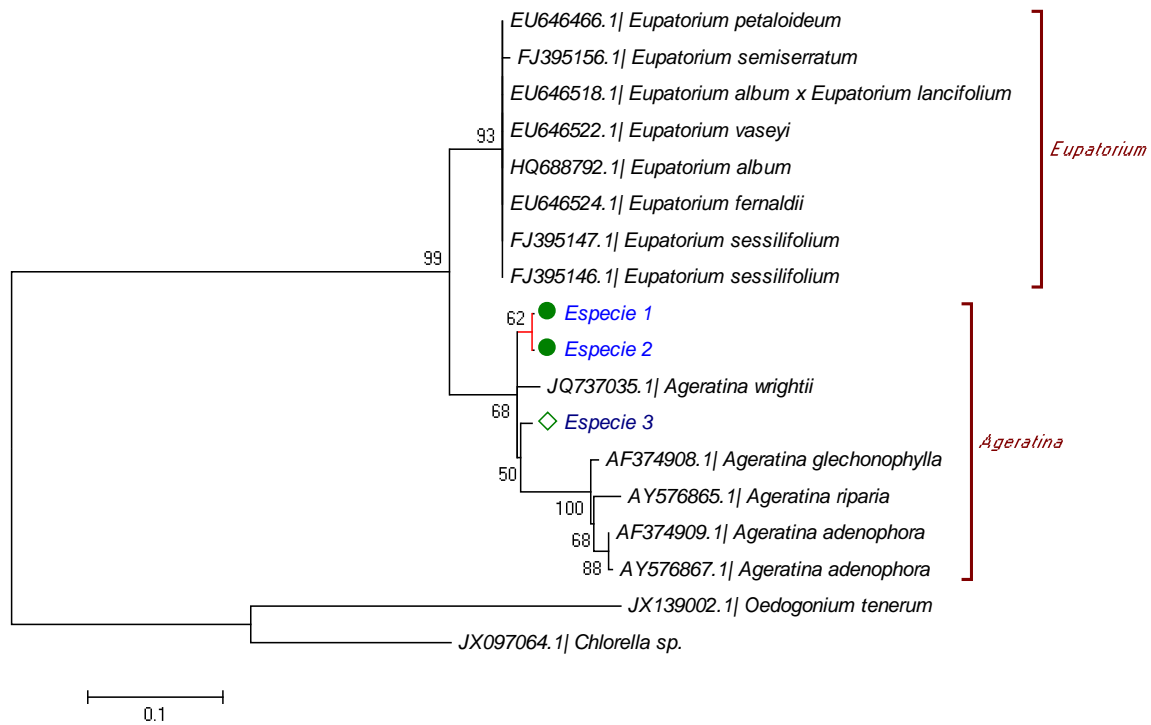 EU646466.1| Eupatorium petaloideum
FJ395156.1| Eupatorium semiserratum
EU646518.1| Eupatorium album x Eupatorium lancifolium
EU646522.1| Eupatorium vaseyi
93
Eupatorium
HQ688792.1| Eupatorium album
EU646524.1| Eupatorium fernaldii
FJ395147.1| Eupatorium sessilifolium
99
FJ395146.1| Eupatorium sessilifolium
62
Especie 1
Especie 2
JQ737035.1| Ageratina wrightii
68
Especie 3
Ageratina
AF374908.1| Ageratina glechonophylla
50
AY576865.1| Ageratina riparia
100
AF374909.1| Ageratina adenophora
68
AY576867.1| Ageratina adenophora
88
JX139002.1| Oedogonium tenerum
JX097064.1| Chlorella sp.
0.1